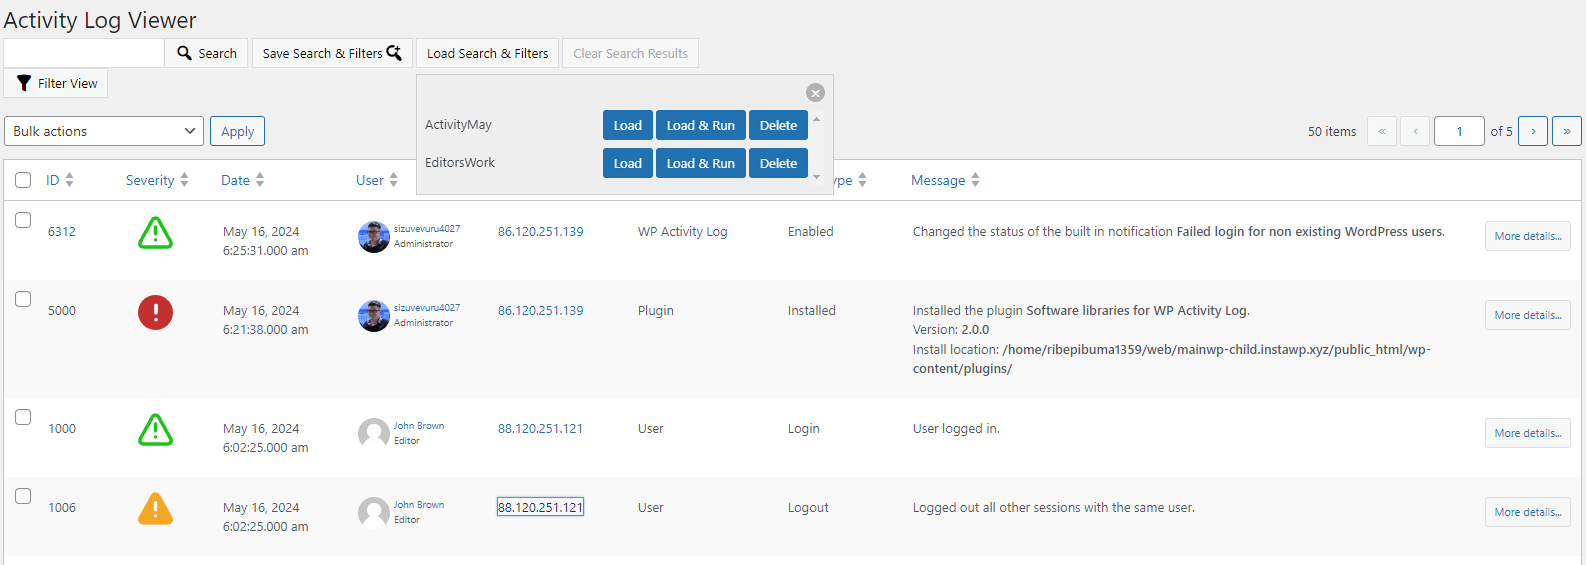 Activity Log Viewer
Search
Save Search & Filters
Load Search & Filters
Clear Search Results
Filter View
ActivityMay Load Load & Run Delete
EditorsWork Load Load & Run Delete
Bulk actions Apply
50 items « ‹ 1 of 5 › »
ID Severity Date User ype Message
6312 May 16, 2024 6:25:31.000 am sizuvevuru4027 Administrator 86.120.251.139 WP Activity Log Enabled Changed the status of the built in notification Failed login for non existing WordPress users. More details...
5000 May 16, 2024 6:21:38.000 am sizuvevuru4027 Administrator 86.120.251.139 Plugin Installed Installed the plugin Software libraries for WP Activity Log. More details...
Version: 2.0.0
Install location: /home/ribepibuma1359/web/mainwp-child.instawp.xyz/public_html/wp-
content/plugins/
1000 May 16, 2024 6:02:25.000 am John Brown Editor 88.120.251.121 User Login User logged in. More details...
1006 May 16, 2024 6:02:25.000 am John Brown Editor 88.120.251.121 User Logout Logged out all other sessions with the same user. More details...